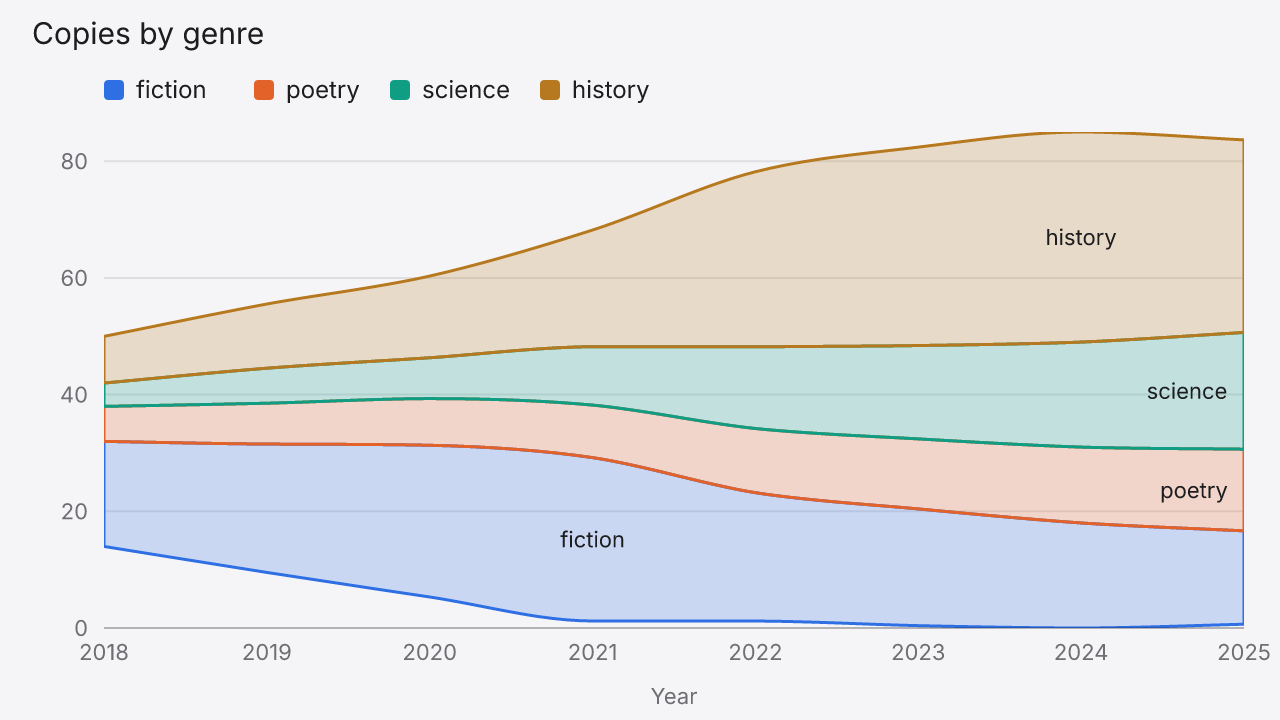 Copies by genre
fiction poetry science history
80
60
40
20
0
history
science
poetry
fiction
2018 2019 2020 2021 2022 2023 2024 2025
Year